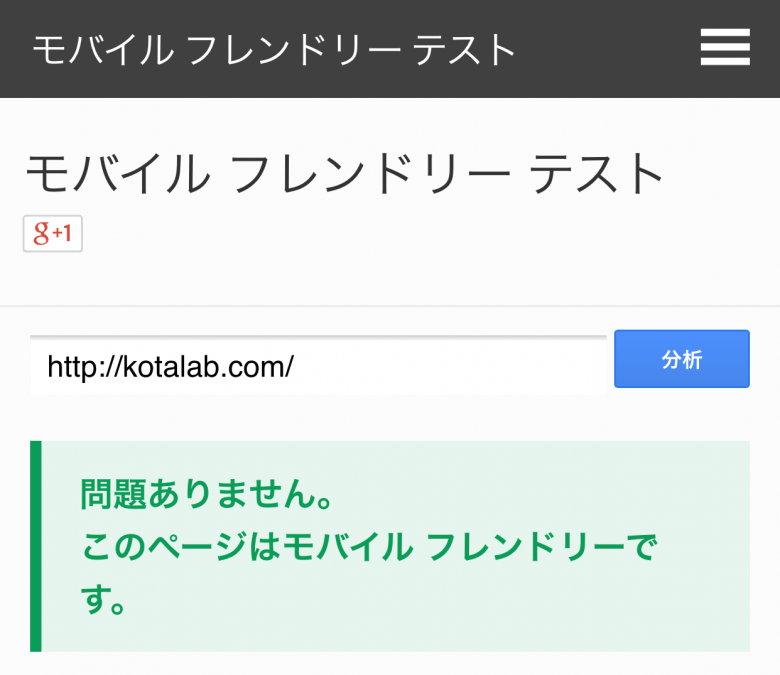 モバイル フレンドリー テスト
モバイル フレンドリー テスト
g+1
http://kotalab.com/
分析
問題ありません。
このページはモバイル フレンドリーで
す。